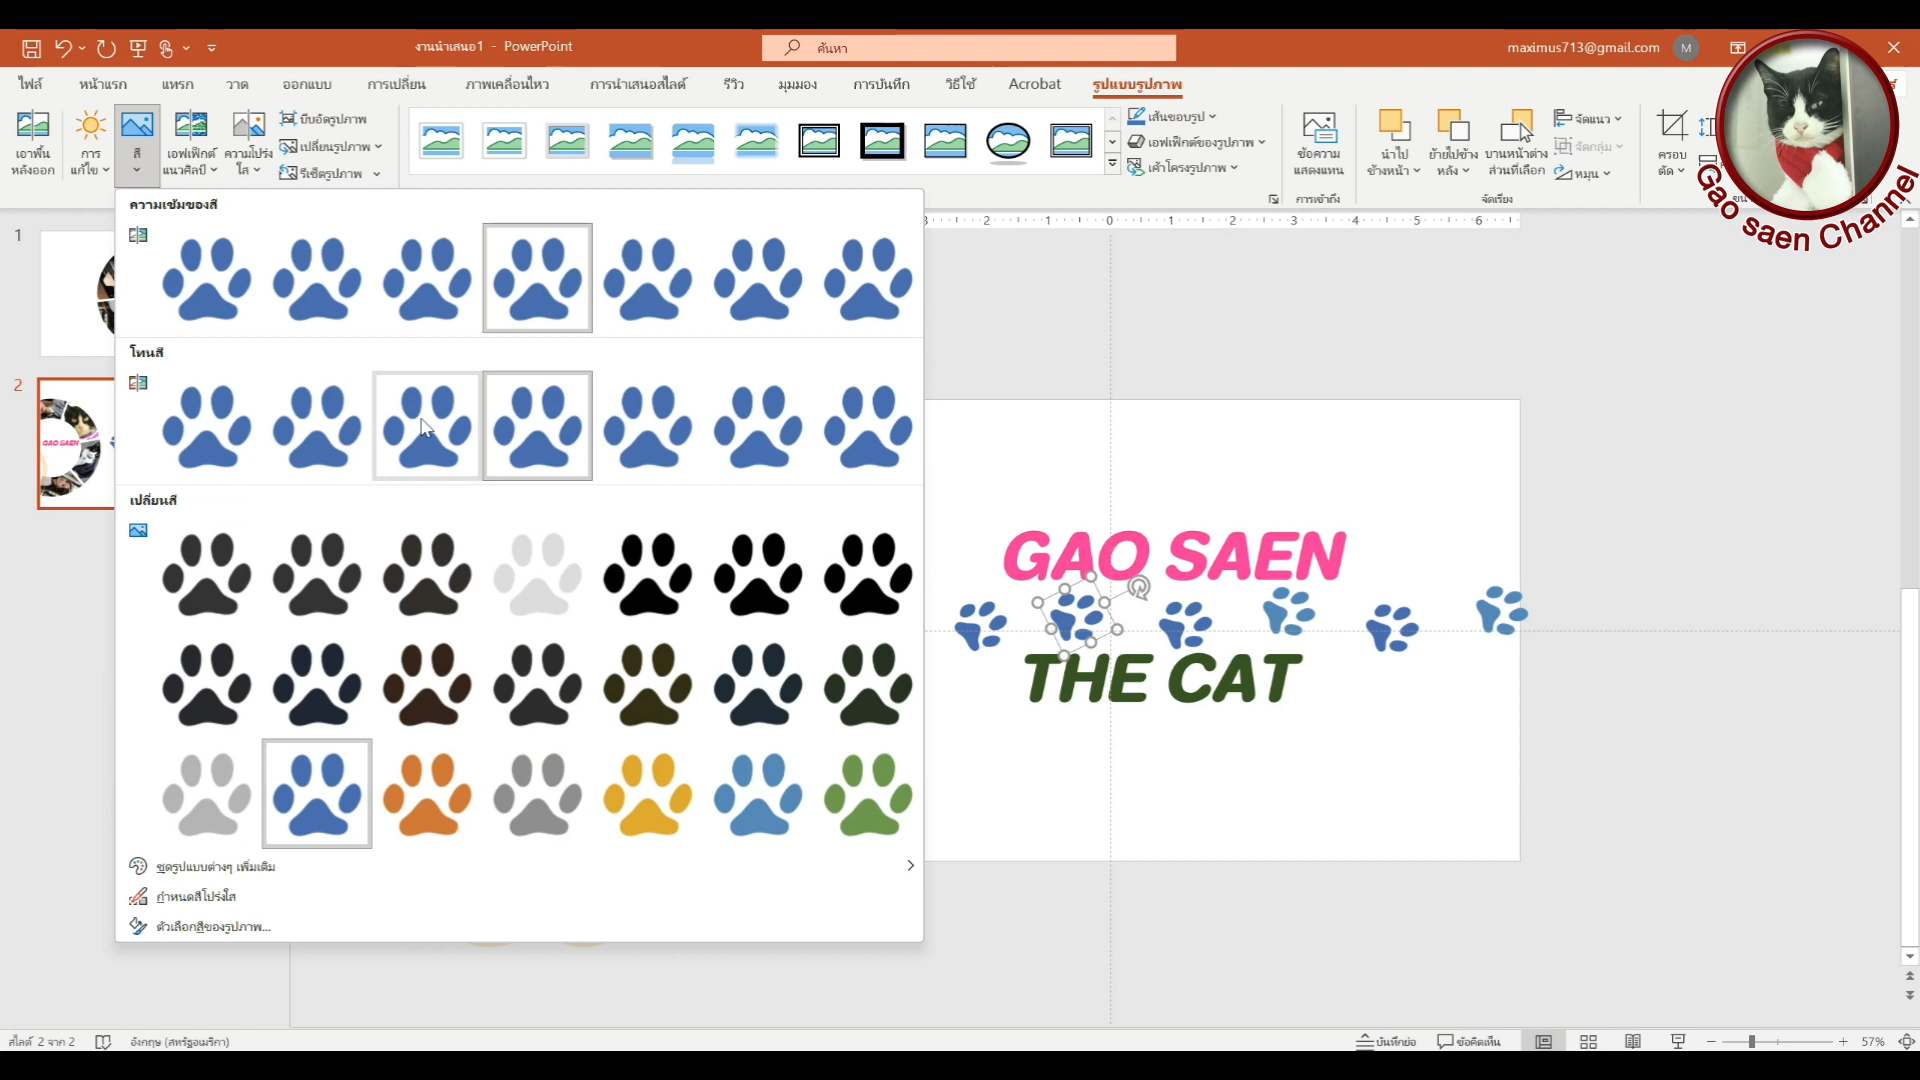 งานนำเสนอ1 - PowerPoint
ค้นหา
maximus713@gmail.com
M
ไฟล์ หน้าแรก แทรก วาด ออกแบบ การเปลี่ยน ภาพเคลื่อนไหว การนำเสนอสไลด์ รีวิว มุมมอง การบันทึก วิธีใช้ Acrobat รูปแบบรูปภาพ
เอาพื้นหลังออก
การแก้ไข
สี
เอฟเฟ็กต์แนวศิลป์
ความโปร่งใส
บีบอัดรูปภาพ
เปลี่ยนรูปภาพ
รีเซ็ตรูปภาพ
เส้นขอบรูป
เอฟเฟ็กต์ของรูปภาพ
เค้าโครงรูปภาพ
ข้อความแสดงแทน
การเข้าถึง
นำไปข้างหน้า
ย้ายไปข้างหลัง
บานหน้าต่างส่วนที่เลือก
จัดแนว
จัดกลุ่ม
หมุน
จัดเรียง
ครอบตัด
Gao saen Channel
ความเข้มของสี
โทนสี
เปลี่ยนสี
ชุดรูปแบบต่างๆ เพิ่มเติม
กำหนดสีโปร่งใส
ตัวเลือกสีของรูปภาพ...
1
2
GAO SAEN
2 1 0 1 2 3 4 5 6
GAO SAEN
THE CAT
สไลด์ 2 จาก 2
อังกฤษ (สหรัฐอเมริกา)
บันทึกย่อ
ข้อคิดเห็น
57%